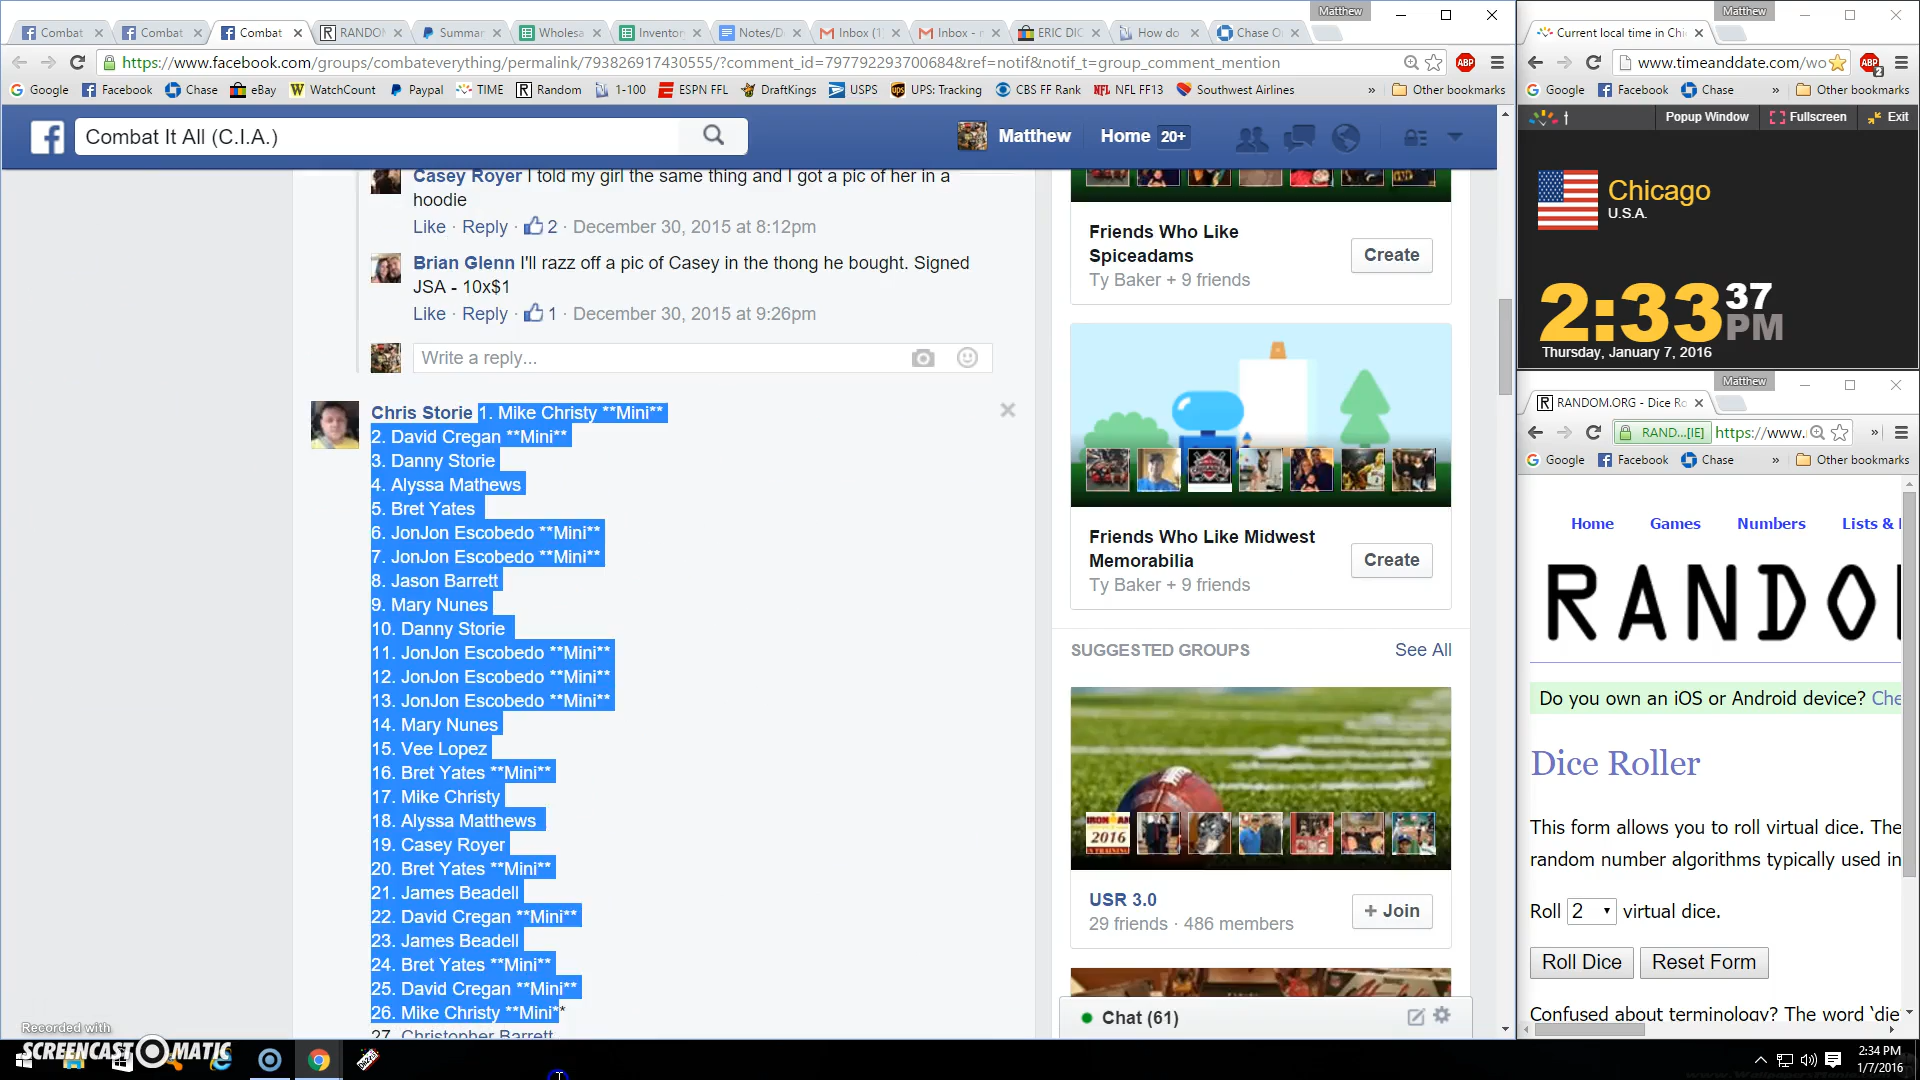 Matthew
Combat
Combat
Combat
RANDOM
Summar
Wholesa
Inventory
Notes/D
Inbox (1
Inbox -
ERIC DIC
How do
Chase O
https://www.facebook.com/groups/combateverything/permalink/793826917430555/?comment_id=797792293700684&ref=notif&notif_t=group_comment_mention
Google Facebook Chase eBay WatchCount Paypal TIME Random 1-100 ESPN FFL DraftKings USPS UPS: Tracking CBS FF Rank NFL FF13 Southwest Airlines » Other bookmarks
Combat It All (C.I.A.)
Matthew Home 20+
Casey Royer I told my girl the same thing and I got a pic of her in a
hoodie
Like · Reply · 2 · December 30, 2015 at 8:12pm
Brian Glenn I'll razz off a pic of Casey in the thong he bought. Signed
JSA - 10x$1
Like · Reply · 1 · December 30, 2015 at 9:26pm
Write a reply...
Chris Storie 1. Mike Christy **Mini**
2. David Cregan **Mini**
3. Danny Storie
4. Alyssa Mathews
5. Bret Yates
6. JonJon Escobedo **Mini**
7. JonJon Escobedo **Mini**
8. Jason Barrett
9. Mary Nunes
10. Danny Storie
11. JonJon Escobedo **Mini**
12. JonJon Escobedo **Mini**
13. JonJon Escobedo **Mini**
14. Mary Nunes
15. Vee Lopez
16. Bret Yates **Mini**
17. Mike Christy
18. Alyssa Matthews
19. Casey Royer
20. Bret Yates **Mini**
21. James Beadell
22. David Cregan **Mini**
23. James Beadell
24. Bret Yates **Mini**
25. David Cregan **Mini**
26. Mike Christy **Mini**
27. Christopher Barrett
Friends Who Like
Spiceadams
Ty Baker + 9 friends
Create
Friends Who Like Midwest
Memorabilia
Ty Baker + 9 friends
Create
SUGGESTED GROUPS See All
IRON MAN
2016
USR 3.0
29 friends · 486 members
+ Join
Chat (61)
Matthew
Current local time in Chi
www.timeanddate.com/wo
ABP
2
Google Facebook Chase » Other bookmarks
Popup Window Fullscreen Exit
Chicago
U.S.A.
2:33 37 PM
Thursday, January 7, 2016
Matthew
RANDOM.ORG - Dice Ro
RAND...[IE] https://www.
Google Facebook Chase » Other bookmarks
Home Games Numbers Lists &
RANDO
Do you own an iOS or Android device? Che
Dice Roller
This form allows you to roll virtual dice. The
random number algorithms typically used in
Roll 2 virtual dice.
Roll Dice Reset Form
Confused about terminology? The word 'die
Recorded with
SCREENCAST-O-MATIC
2:34 PM
1/7/2016